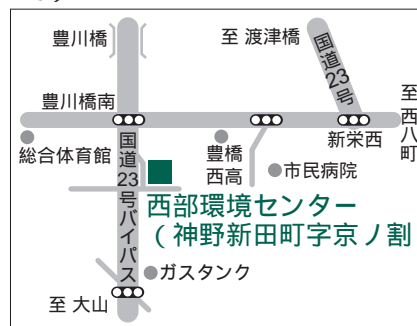 豊川橋
至 渡津橋
国道23号
豊川橋南
至西八町
新栄西
総合体育館
豊橋
西高
市民病院
国道23号バイパス
西部環境センター
(神野新田町字京ノ割
ガスタンク
至 大山